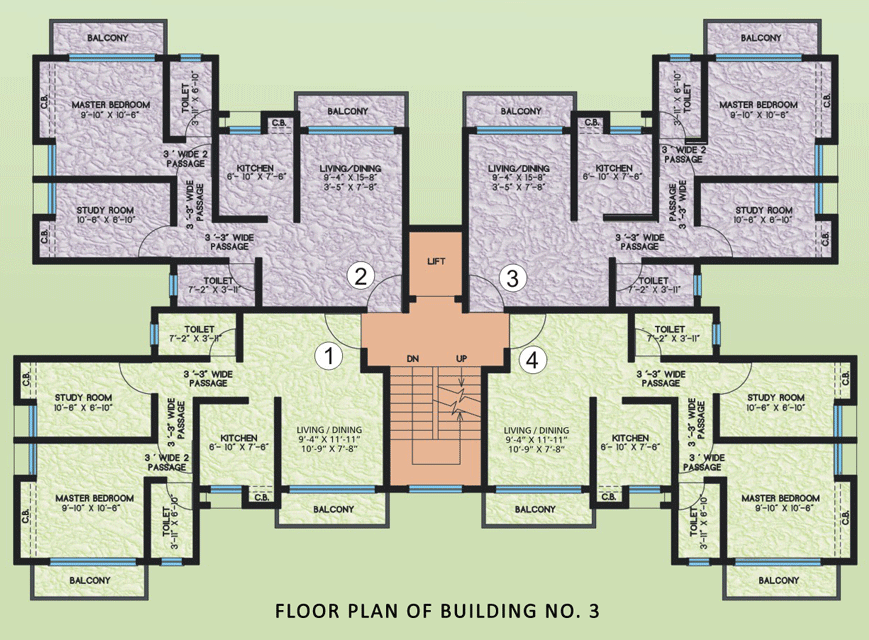 BALCONY
MASTER BEDROOM
9'-10" X 10'-6"
C.B.
TOILET
3'-11" X 6'-10"
3 ' WIDE 2
PASSAGE
STUDY ROOM
10'-6" X 6'-10"
C.B.
3 '-3" WIDE
PASSAGE
3 '-3" WIDE
PASSAGE
TOILET
7'-2" X 3'-11"
C.B.
KITCHEN
6'- 10" X 7'-6"
BALCONY
LIVING/DINING
9'-4" X 15-8"
3'-5" X 7'-8"
2
BALCONY
LIVING/DINING
9'-4" X 15-8"
3'-5" X 7'-8"
3
C.B.
KITCHEN
6'- 10" X 7'-6"
BALCONY
TOILET
3'-11" X 6'-10"
MASTER BEDROOM
9'-10" X 10'-6"
C.B.
3 ' WIDE
PASSAGE
3 '-3" WIDE
PASSAGE
STUDY ROOM
10'-6" X 6'-10"
C.B.
3 '-3" WIDE
PASSAGE
TOILET
7'-2" X 3'-11"
LIFT
DN
UP
TOILET
7'-2" X 3'-11"
1
C.B.
STUDY ROOM
10'-6" X 6'-10"
3 '-3" WIDE
PASSAGE
3 '-3" WIDE
PASSAGE
3 ' WIDE 2
PASSAGE
KITCHEN
6'- 10" X 7'-6"
LIVING / DINING
9'-4" X 11'-11"
10'-9" X 7'-8"
C.B.
MASTER BEDROOM
9'-10" X 10'-6"
C.B.
TOILET
3'-11" X 6'-10"
BALCONY
BALCONY
TOILET
7'-2" X 3'-11"
4
3 '-3" WIDE
PASSAGE
STUDY ROOM
10'-6" X 6'-10"
C.B.
3 '-3" WIDE
PASSAGE
3 ' WIDE
PASSAGE
LIVING / DINING
9'-4" X 11'-11"
10'-9" X 7'-8"
KITCHEN
6'- 10" X 7'-6"
C.B.
MASTER BEDROOM
9'-10" X 10'-6"
C.B.
TOILET
3'-11" X 6'-10"
BALCONY
BALCONY
FLOOR PLAN OF BUILDING NO. 3